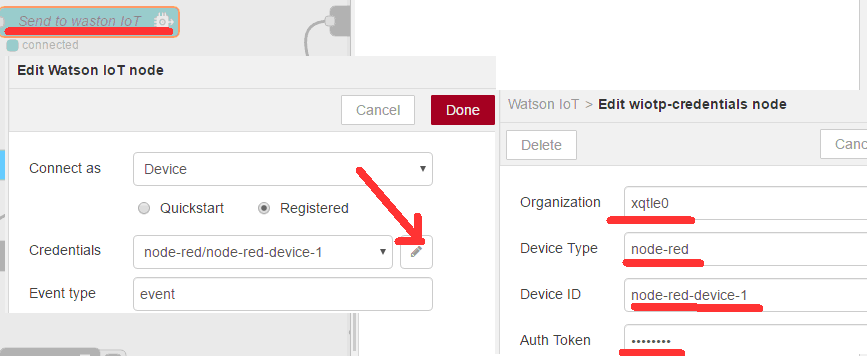 Send to waston IoT
connected
Edit Watson IoT node
Cancel Done
Connect as Device
Quickstart Registered
Credentials node-red/node-red-device-1
Event type event
Watson IoT > Edit wiotp-credentials node
Delete Canc
Organization xqtle0
Device Type node-red
Device ID node-red-device-1
Auth Token ••••••••